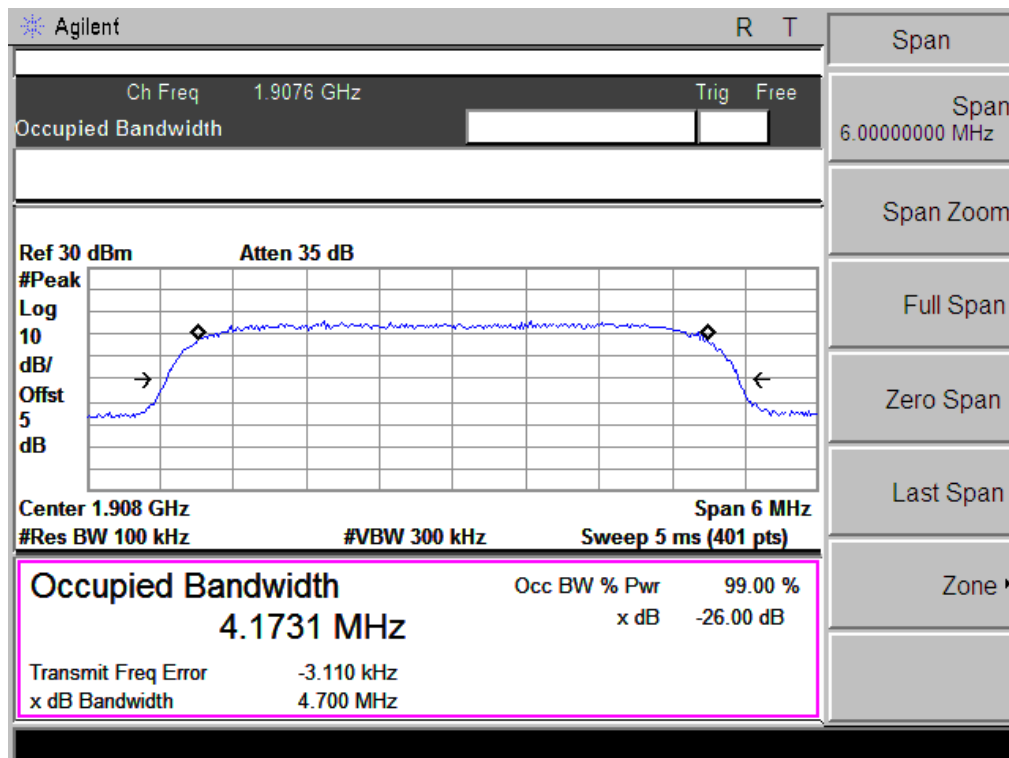 Agilent R T
Ch Freq 1.9076 GHz Trig Free
Occupied Bandwidth
Ref 30 dBm Atten 35 dB
#Peak
Log
10
dB/
Offst
5
dB
Center 1.908 GHz Span 6 MHz
#Res BW 100 kHz #VBW 300 kHz Sweep 5 ms (401 pts)
Occupied Bandwidth Occ BW % Pwr 99.00 %
4.1731 MHz x dB -26.00 dB
Transmit Freq Error -3.110 kHz
x dB Bandwidth 4.700 MHz
Span
Span
6.00000000 MHz
Span Zoom
Full Span
Zero Span
Last Span
Zone